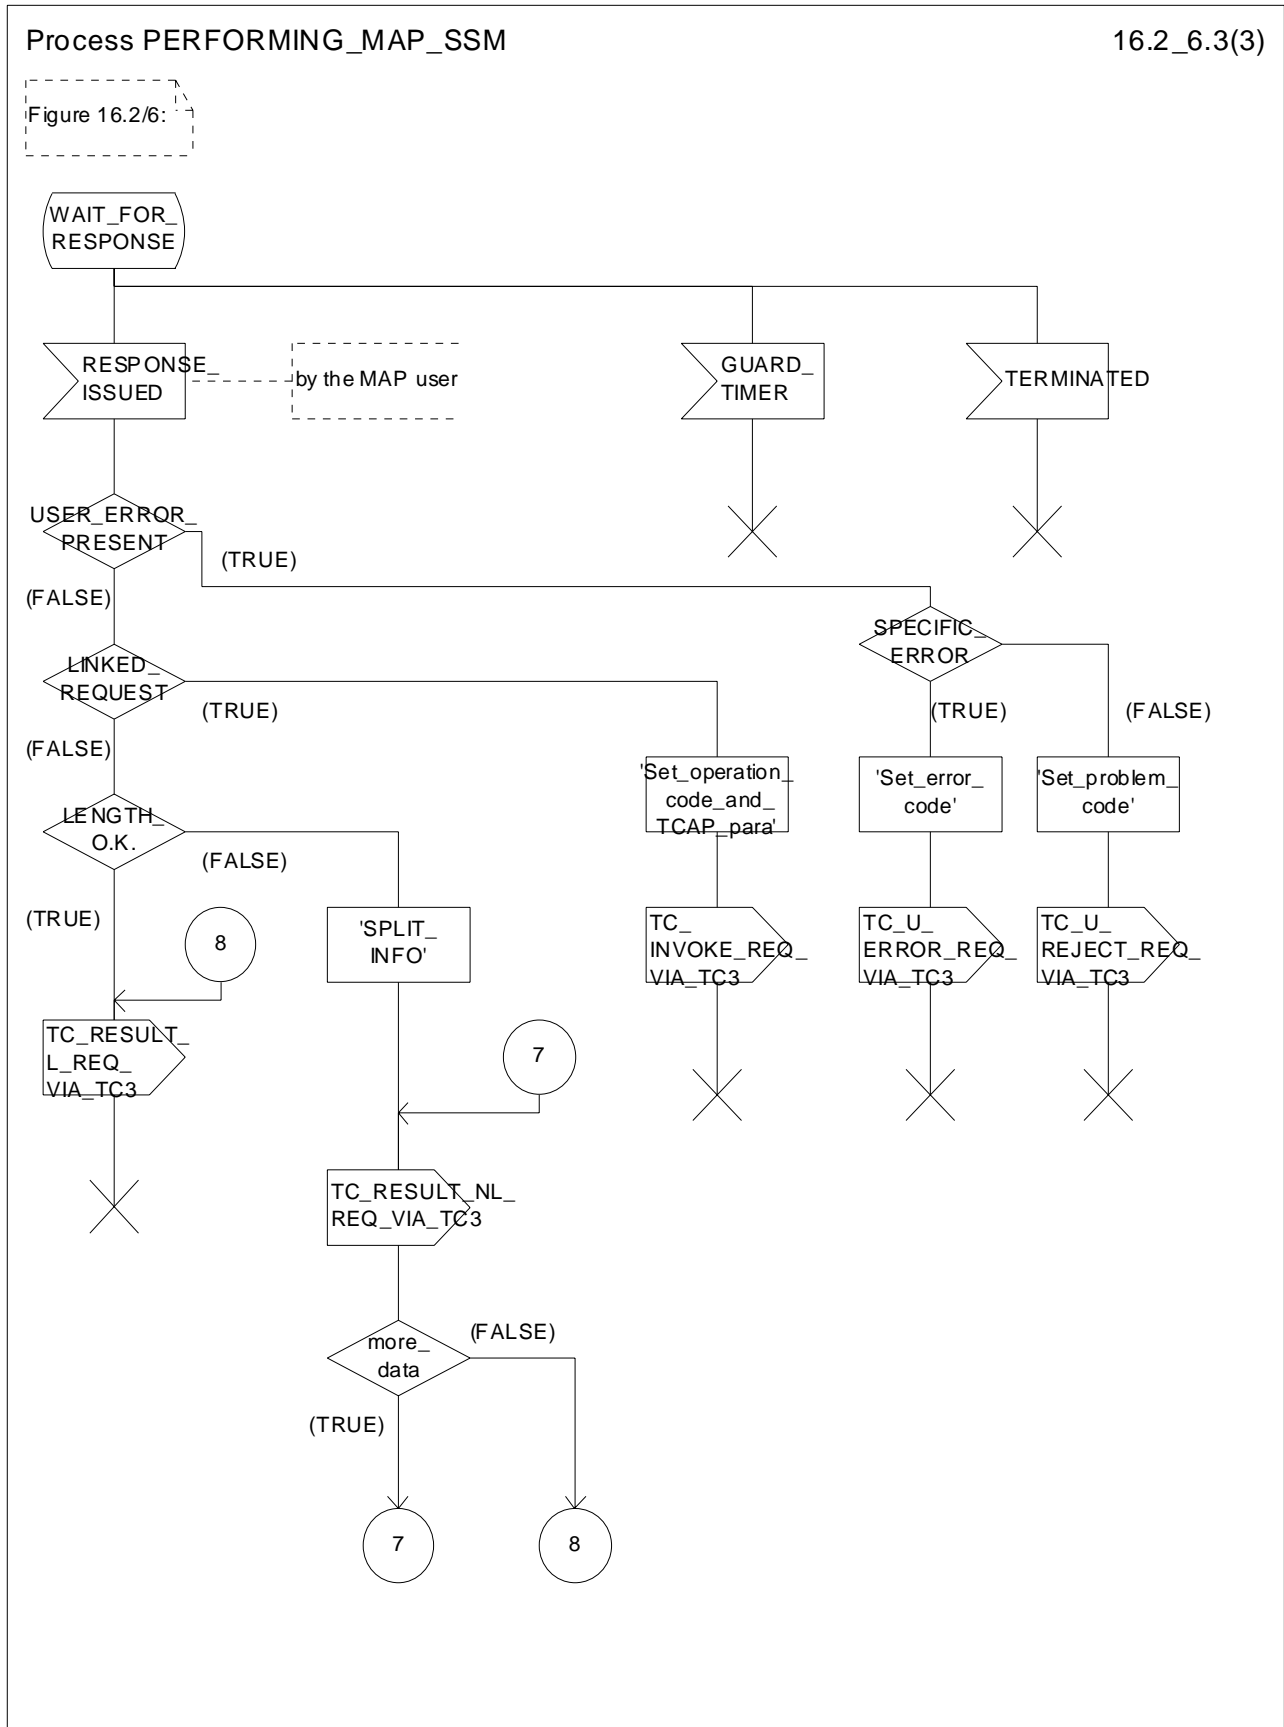 Process PERFORMING_MAP_SSM
16.2_6.3(3)
Figure 16.2/6:
WAIT_FOR_
RESPONSE
RESPONSE_
ISSUED
by the MAP user
GUARD_
TIMER
TERMINATED
USER_ERROR_
PRESENT
(TRUE)
(FALSE)
SPECIFIC_
ERROR
LINKED_
REQUEST
(TRUE)
(TRUE)
(FALSE)
(FALSE)
'Set_operation_
code_and_
TCAP_para'
'Set_error_
code'
'Set_problem_
code'
LENGTH_
O.K.
(FALSE)
(TRUE)
8
'SPLIT_
INFO'
TC_
INVOKE_REQ_
VIA_TC3
TC_U_
ERROR_REQ_
VIA_TC3
TC_U_
REJECT_REQ_
VIA_TC3
TC_RESULT_
L_REQ_
VIA_TC3
7
TC_RESULT_NL_
REQ_VIA_TC3
more_
data
(FALSE)
(TRUE)
7
8